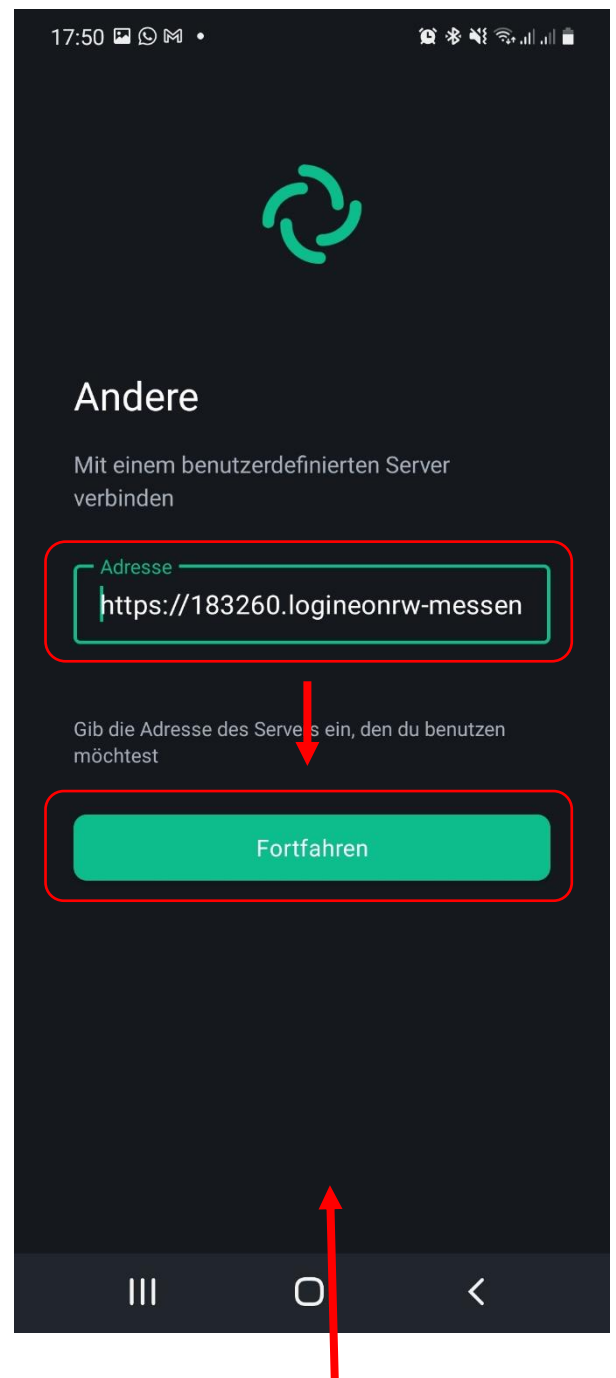 17:50
Andere
Mit einem benutzerdefinierten Server
verbinden
Adresse
https://183260.logineonrw-messen
Gib die Adresse des Servers ein, den du benutzen
möchtest
Fortfahren